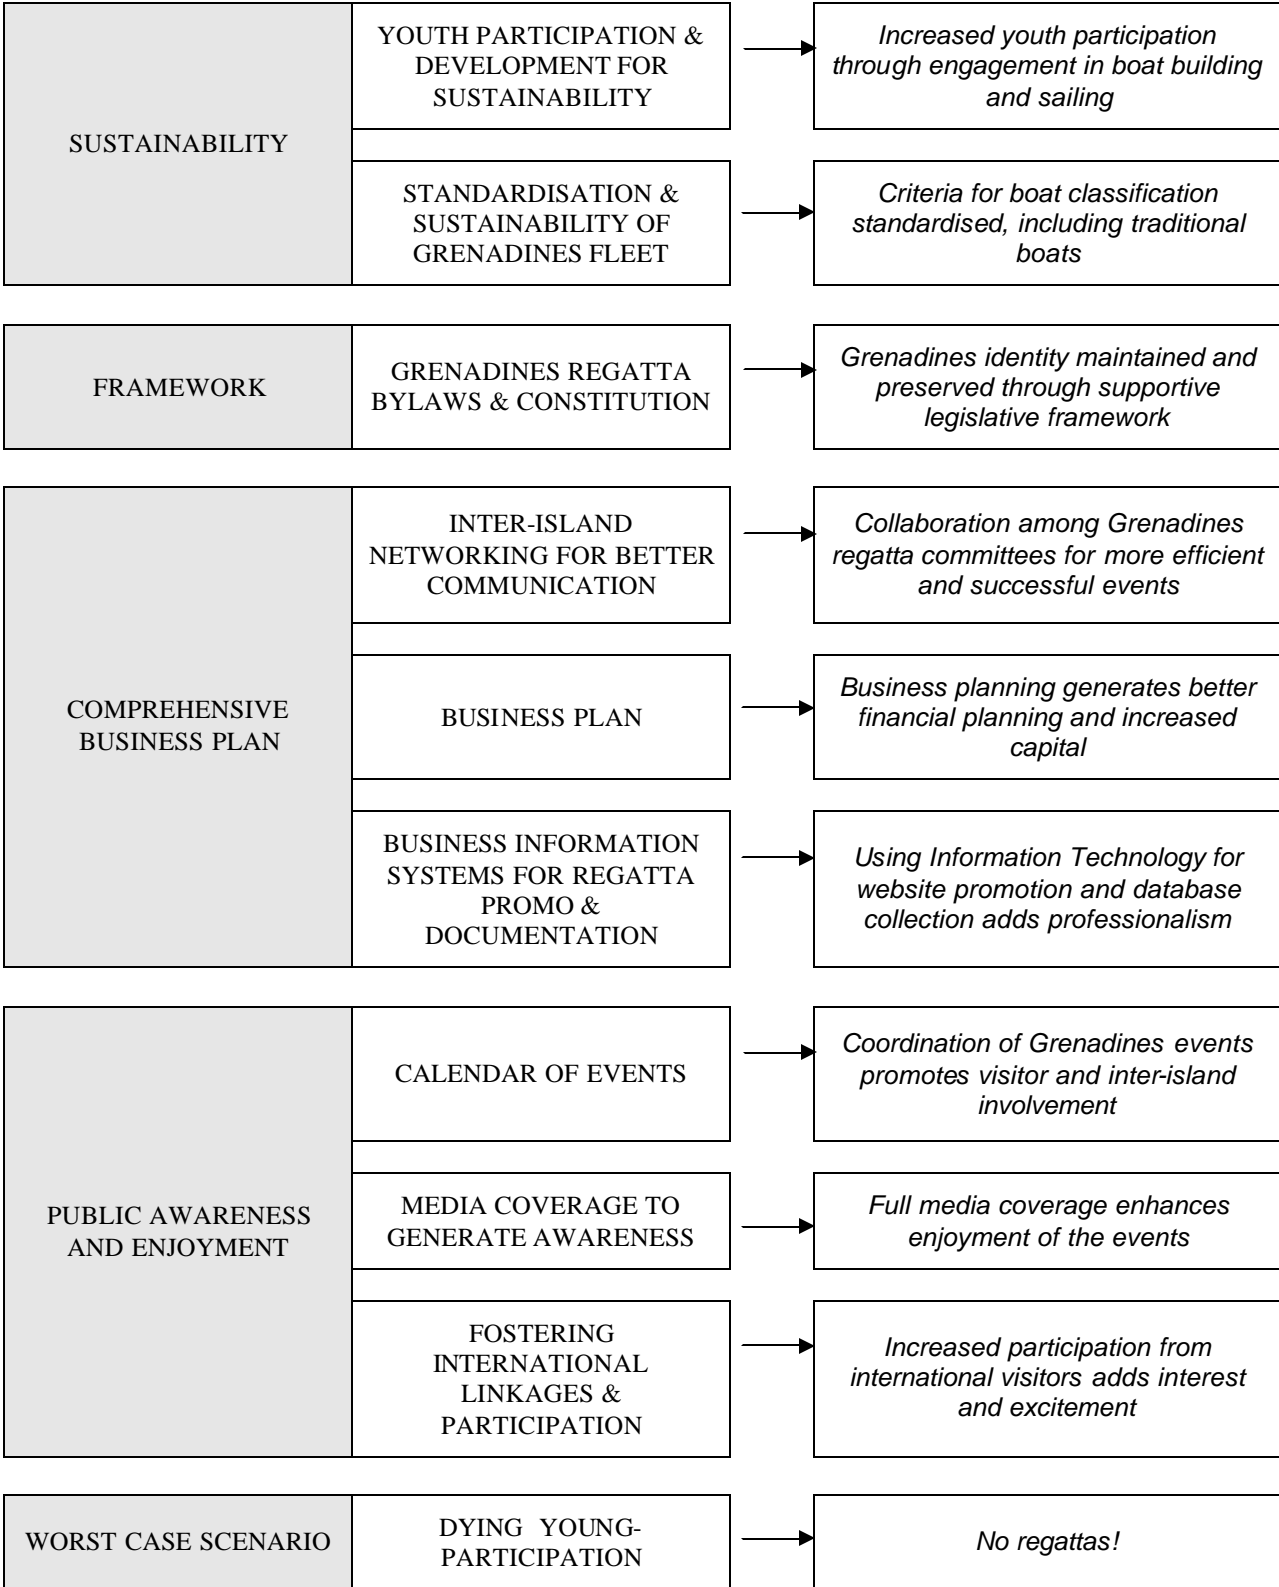 SUSTAINABILITY
YOUTH PARTICIPATION &
DEVELOPMENT FOR
SUSTAINABILITY
Increased youth participation
through engagement in boat building
and sailing
STANDARDISATION &
SUSTAINABILITY OF
GRENADINES FLEET
Criteria for boat classification
standardised, including traditional
boats
FRAMEWORK
GRENADINES REGATTA
BYLAWS & CONSTITUTION
Grenadines identity maintained and
preserved through supportive
legislative framework
COMPREHENSIVE
BUSINESS PLAN
INTER-ISLAND
NETWORKING FOR BETTER
COMMUNICATION
Collaboration among Grenadines
regatta committees for more efficient
and successful events
BUSINESS PLAN
Business planning generates better
financial planning and increased
capital
BUSINESS INFORMATION
SYSTEMS FOR REGATTA
PROMO &
DOCUMENTATION
Using Information Technology for
website promotion and database
collection adds professionalism
PUBLIC AWARENESS
AND ENJOYMENT
CALENDAR OF EVENTS
Coordination of Grenadines events
promotes visitor and inter-island
involvement
MEDIA COVERAGE TO
GENERATE AWARENESS
Full media coverage enhances
enjoyment of the events
FOSTERING
INTERNATIONAL
LINKAGES &
PARTICIPATION
Increased participation from
international visitors adds interest
and excitement
WORST CASE SCENARIO
DYING YOUNG-
PARTICIPATION
No regattas!